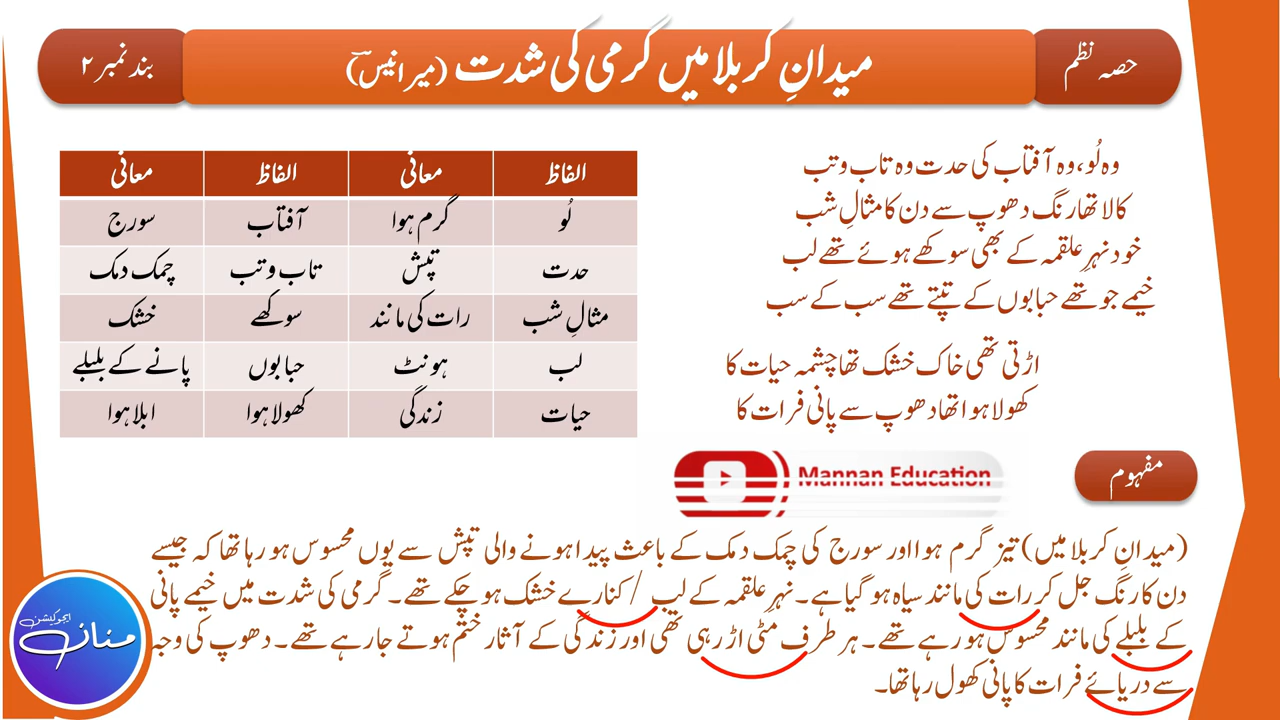 حصہ نظم
میدانِ کربلا میں گرمی کی شدت (میر انیسؔ)
بند نمبر ۲
وہ لُو، وہ آفتاب کی حدت وہ تاب و تب
کالا تھا رنگ دھوپ سے دن کا مثالِ شب
خود نہرِ علقمہ کے بھی سوکھے ہوئے تھے لب
خیمے جو تھے حبابوں کے تپتے تھے سب کے سب
اڑتی تھی خاک خشک تھا چشمہ حیات کا
کھولا ہوا تھا دھوپ سے پانی فرات کا
الفاظ معانی الفاظ معانی
لُو گرم ہوا آفتاب سورج
حدت تپش تاب و تب چمک دمک
مثالِ شب رات کی مانند سوکھے خشک
لب ہونٹ حبابوں پانے کے بلبلے
حیات زندگی کھولا ہوا ابلا ہوا
Mannan Education
مفہوم
(میدانِ کربلا میں) تیز گرم ہوا اور سورج کی چمک دمک کے باعث پیدا ہونے والی تپش سے یوں محسوس ہو رہا تھا کہ جیسے
دن کا رنگ جل کر رات کی مانند سیاہ ہو گیا ہے۔ نہرِ علقمہ کے لب / کنارے خشک ہو چکے تھے۔ گرمی کی شدت میں خیمے پانی
کے بلبلے کی مانند محسوس ہو رہے تھے۔ ہر طرف مٹی اڑ رہی تھی اور زندگی کے آثار ختم ہوتے جا رہے تھے۔ دھوپ کی وجہ
سے دریائے فرات کا پانی کھول رہا تھا۔
منان
ایجوکیشن